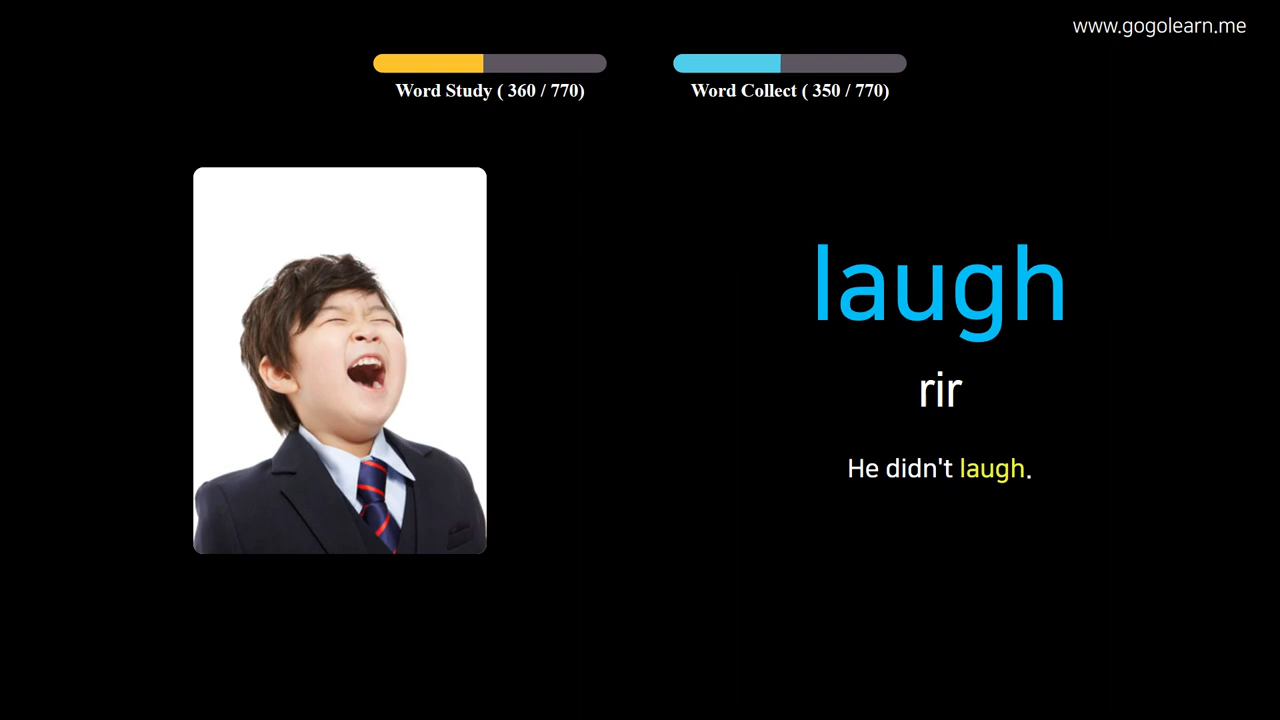 www.gogolearn.me
Word Study ( 360 / 770)
Word Collect ( 350 / 770)
laugh
rir
He didn't laugh.